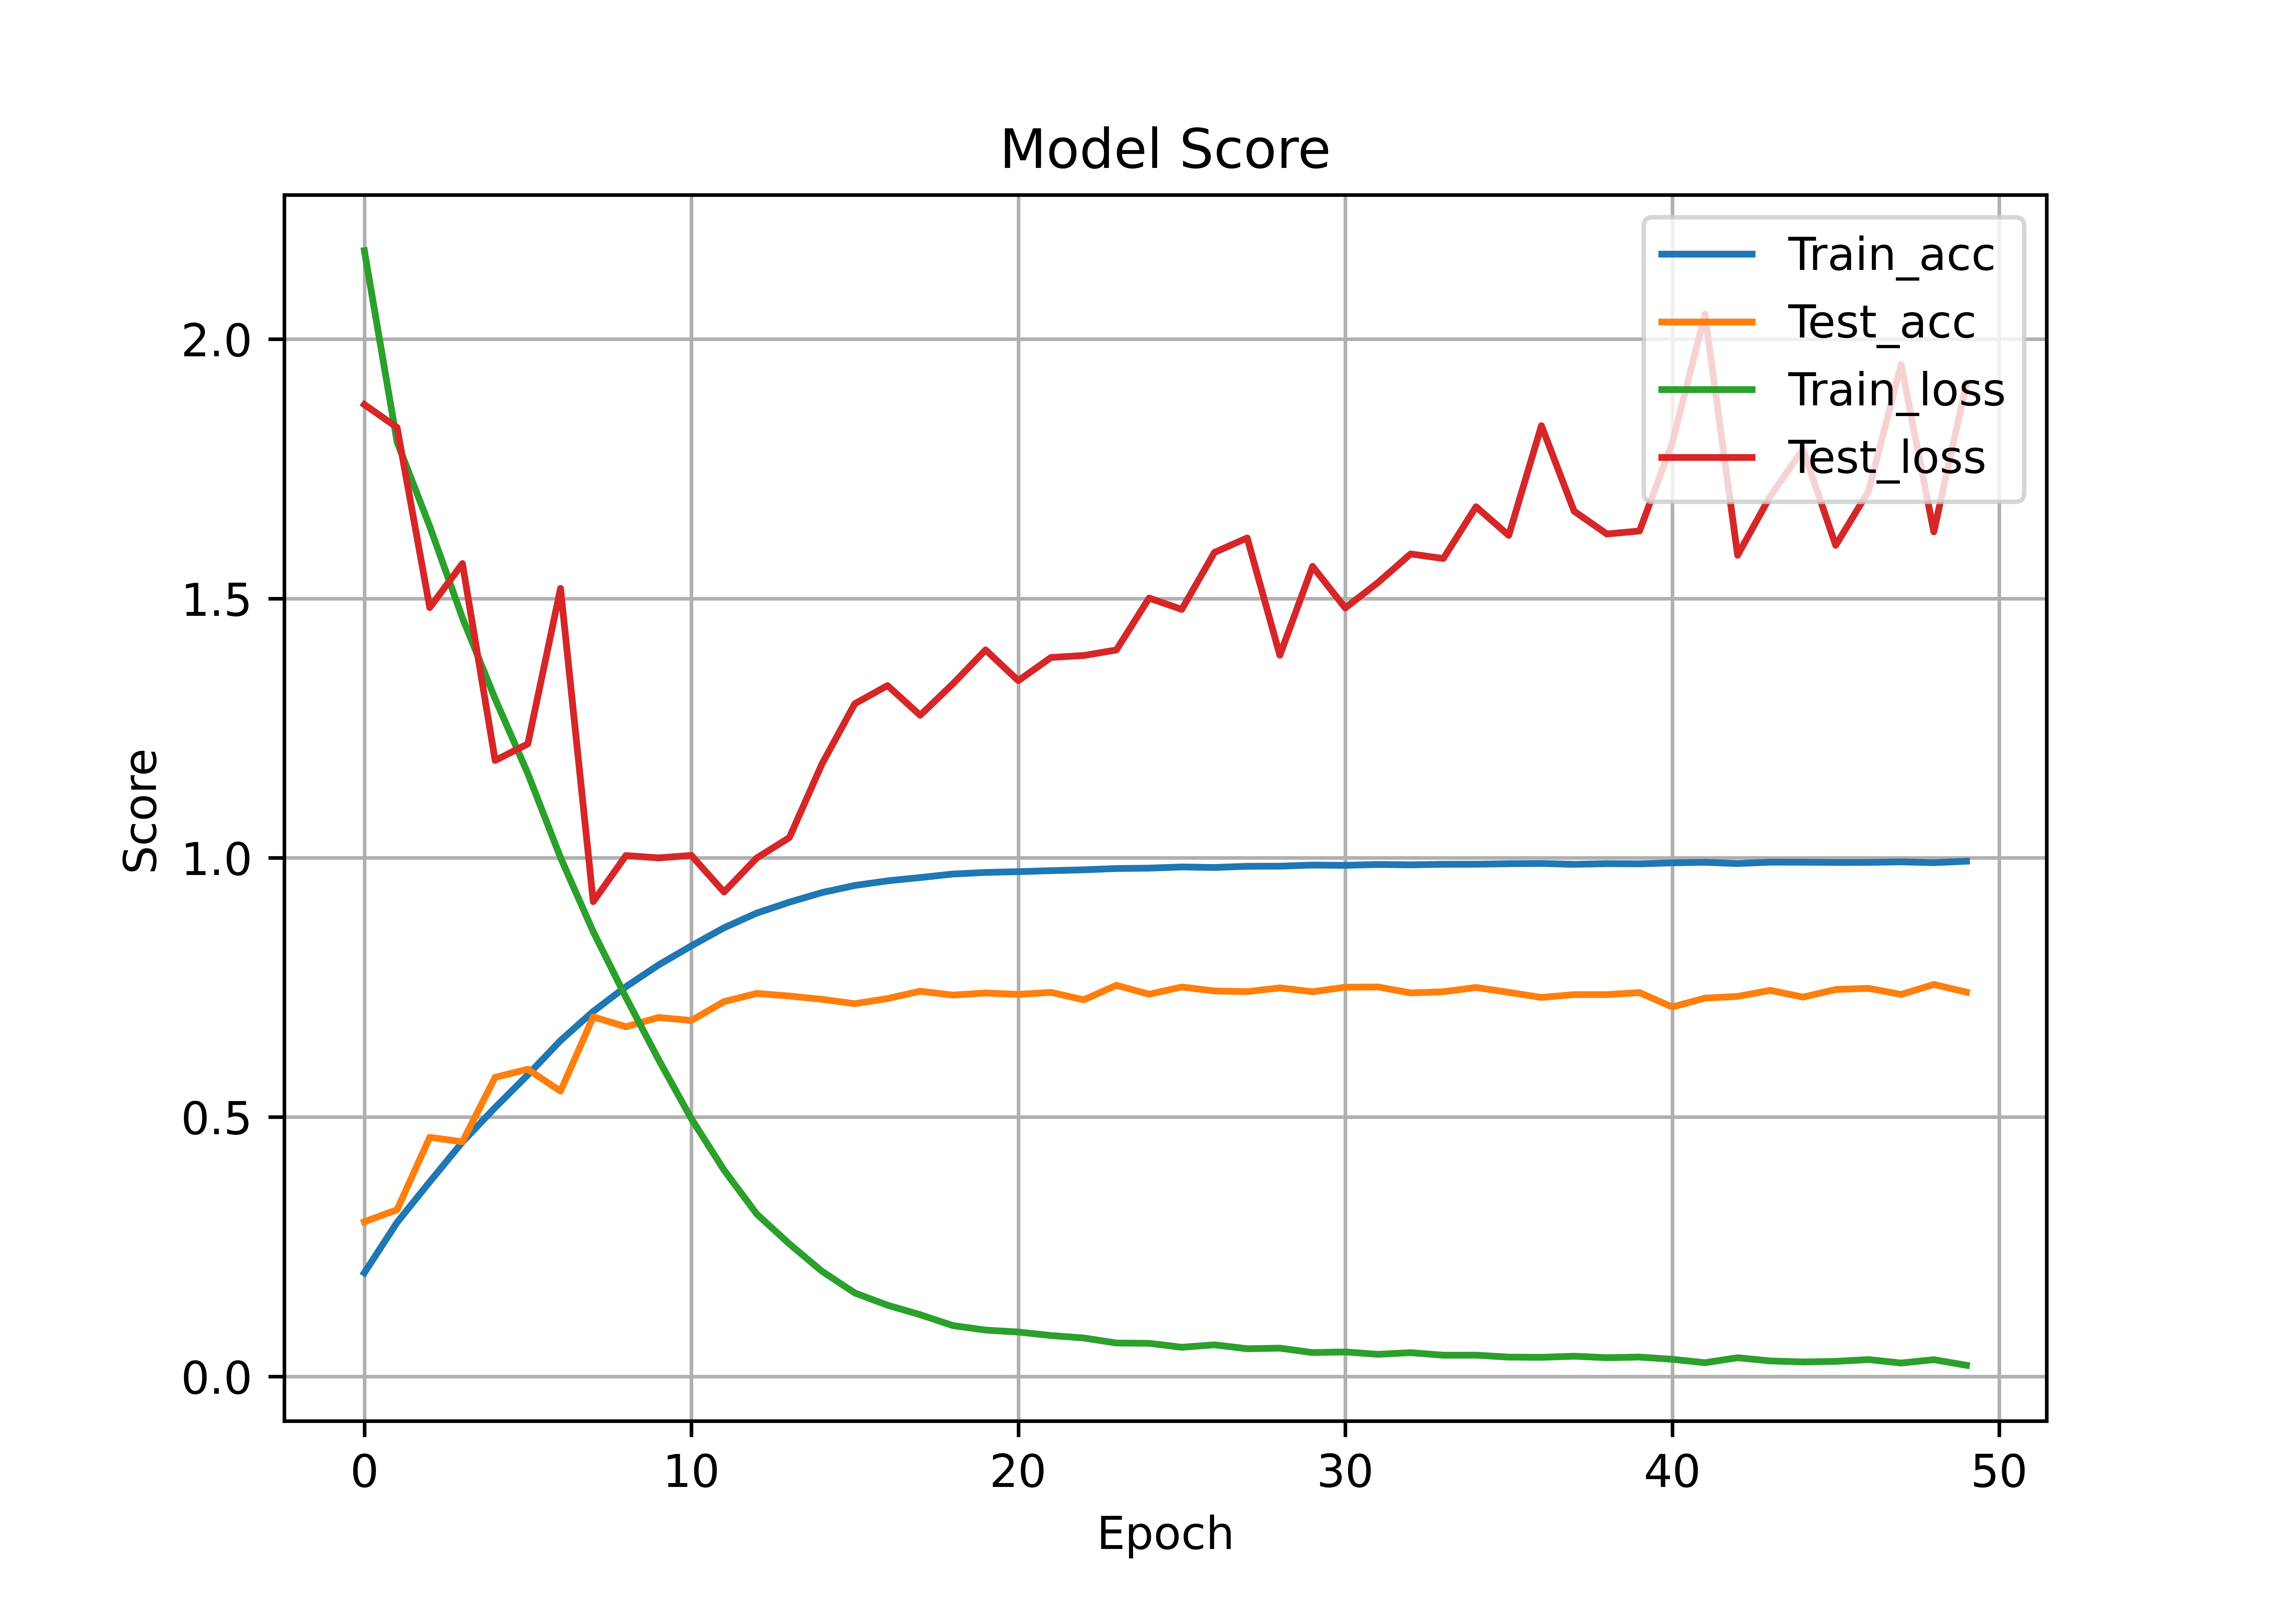 Model Score
Train_acc
Test_acc
Train_loss
Test_loss
2.0
1.5
1.0
0.5
0.0
Score
0 10 20 30 40 50
Epoch